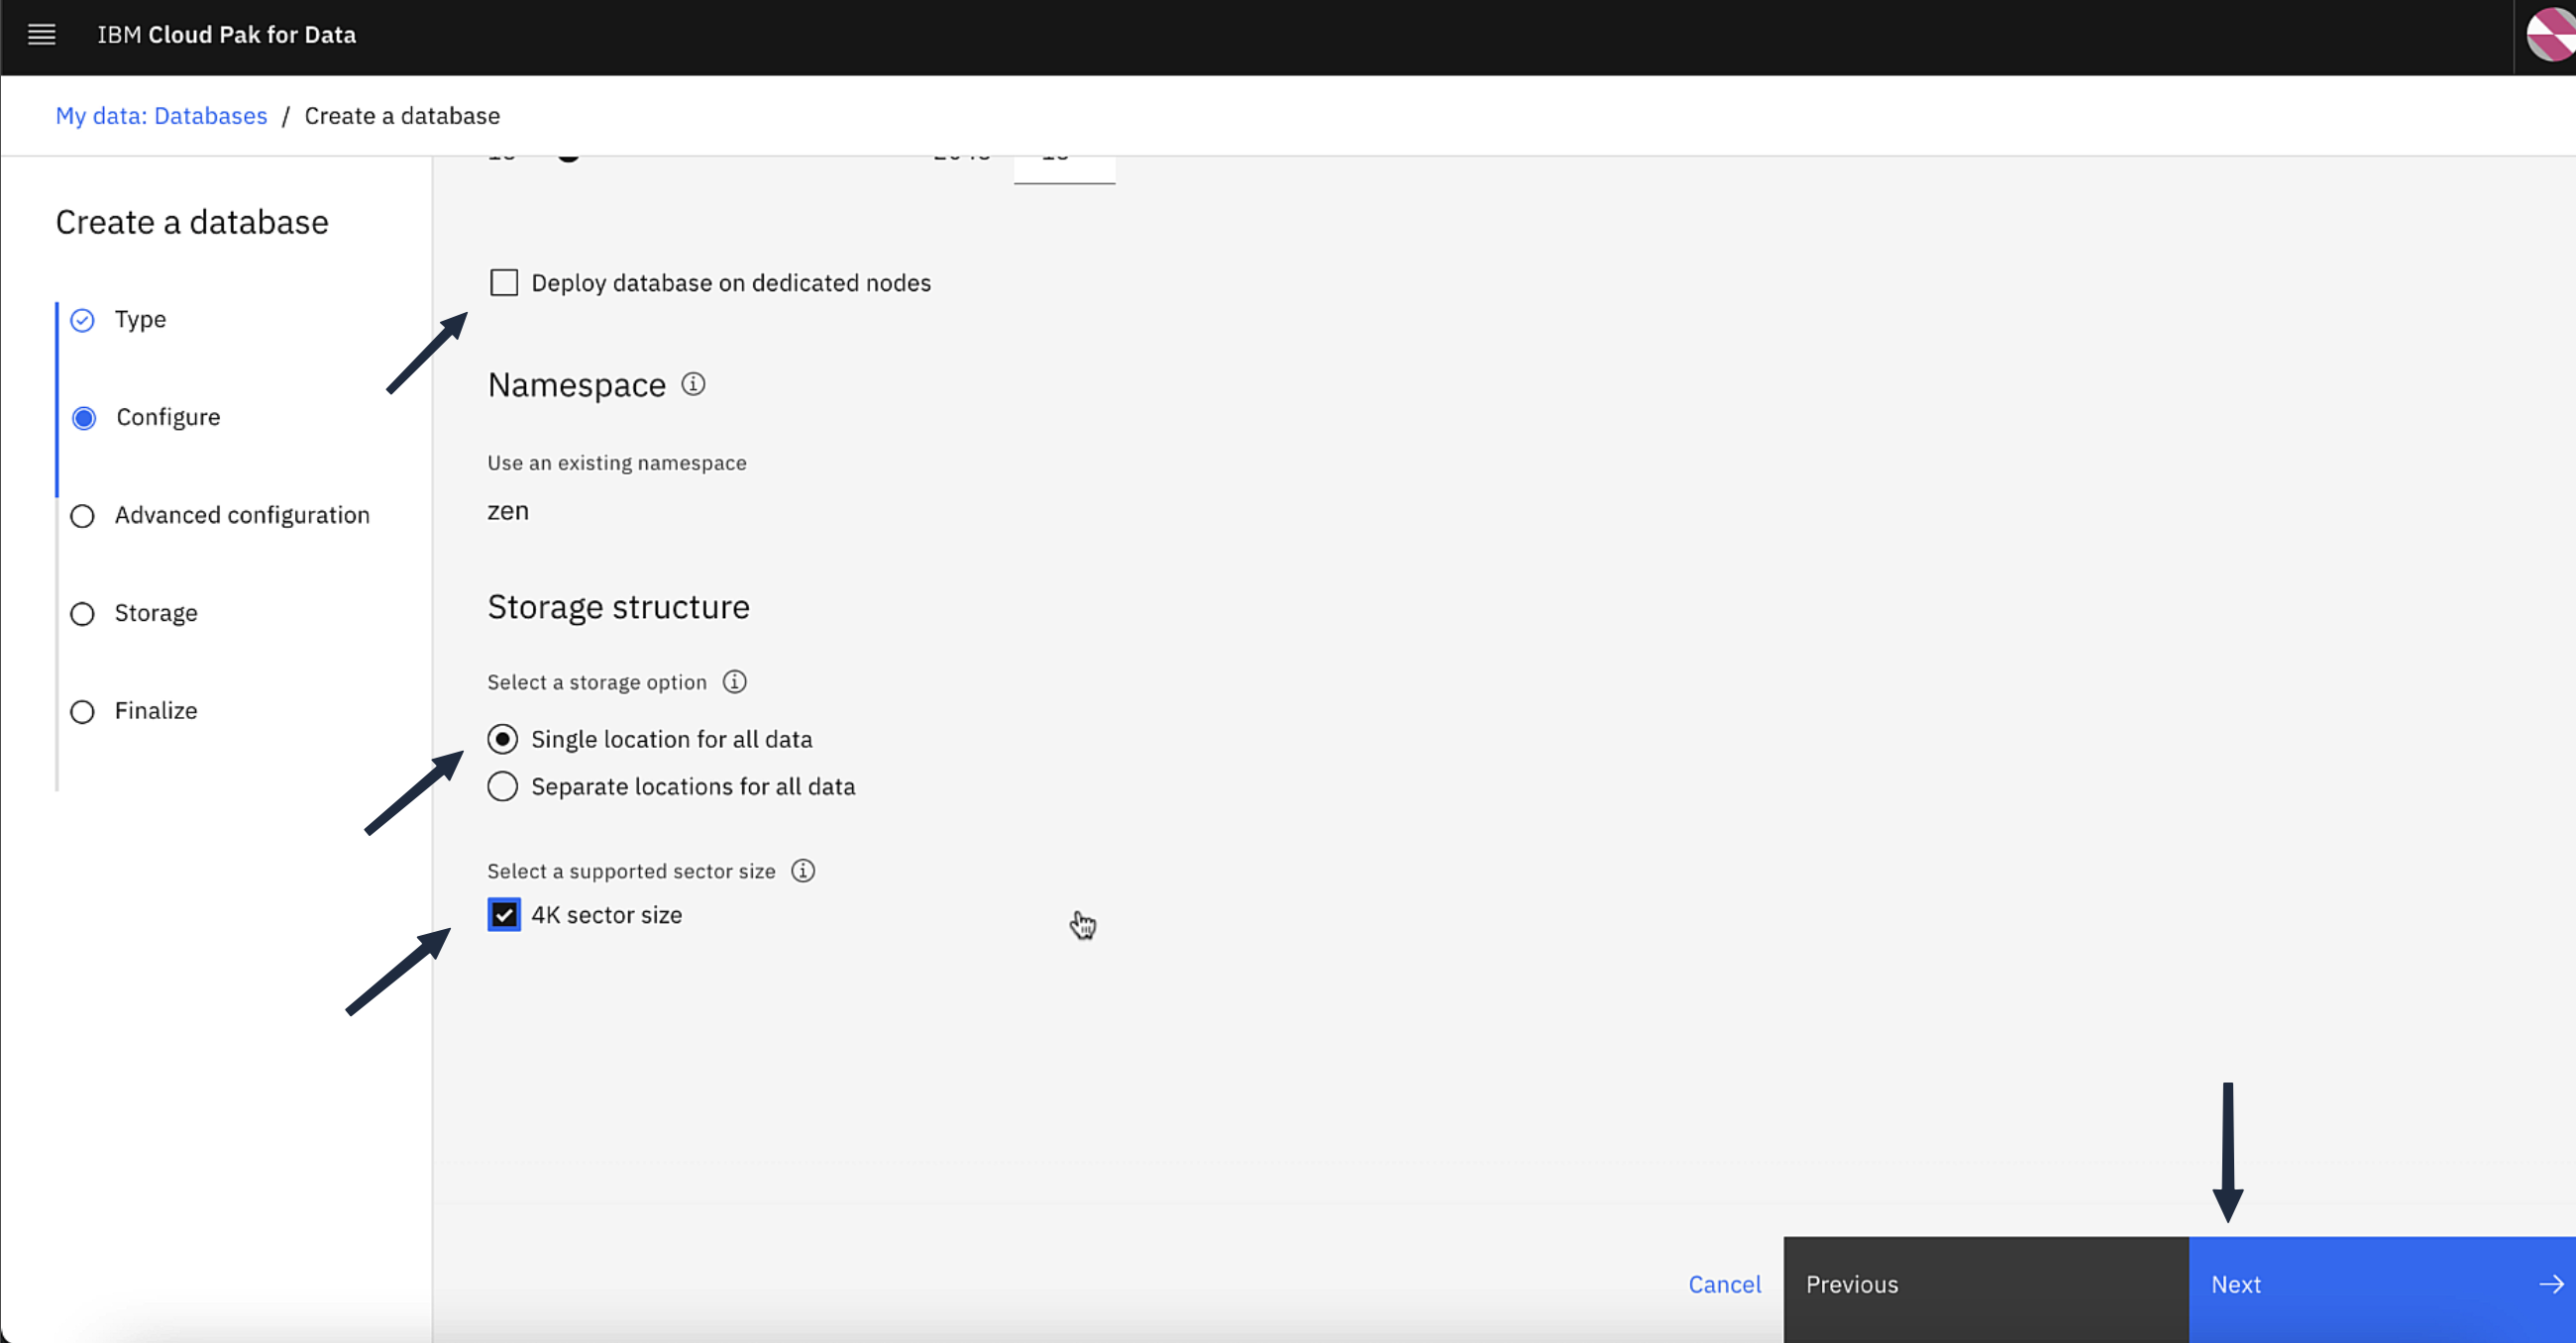 IBM Cloud Pak for Data
My data: Databases / Create a database
Create a database
Type
Configure
Advanced configuration
Storage
Finalize
Deploy database on dedicated nodes
Namespace
Use an existing namespace
zen
Storage structure
Select a storage option
Single location for all data
Separate locations for all data
Select a supported sector size
4K sector size
Cancel
Previous
Next